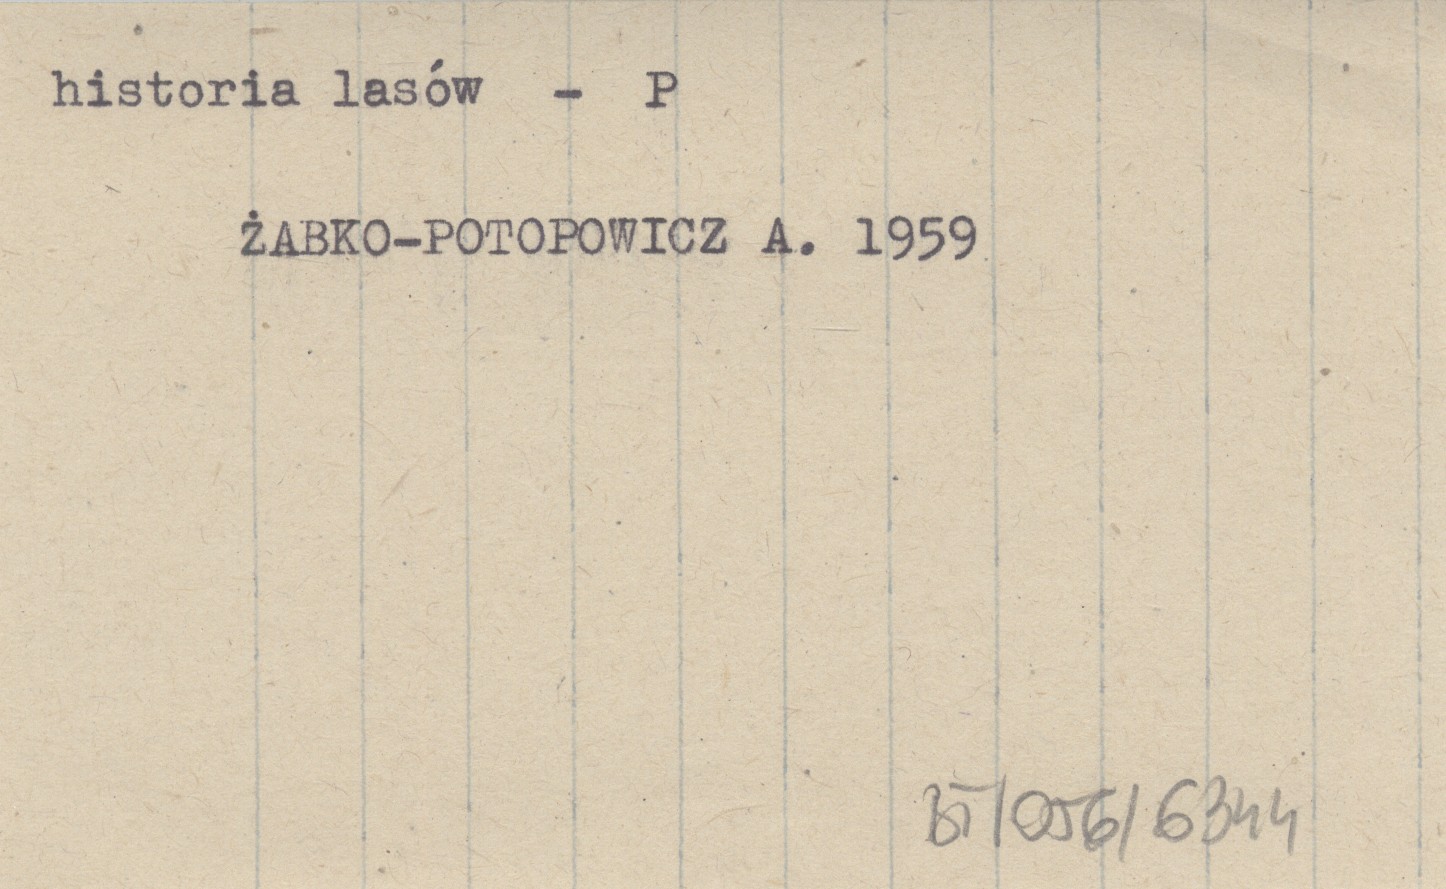 historia lasów - P
ŻABKO-POTOPOWICZ A. 1959
BT/056/6344